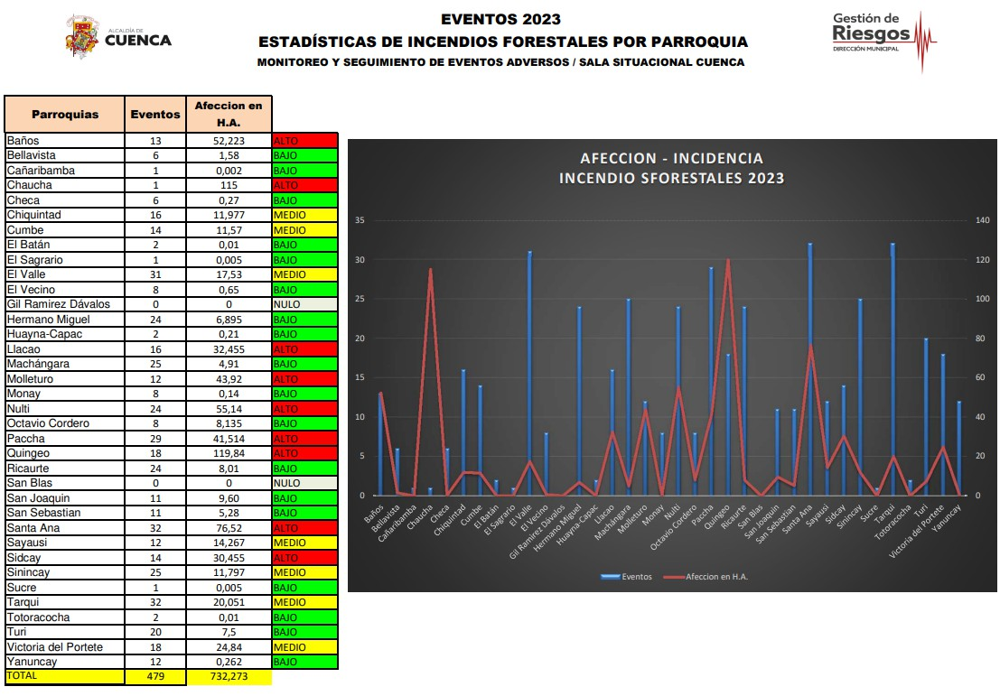 ALCALDÍA DE
CUENCA
EVENTOS 2023
ESTADÍSTICAS DE INCENDIOS FORESTALES POR PARROQUIA
MONITOREO Y SEGUIMIENTO DE EVENTOS ADVERSOS / SALA SITUACIONAL CUENCA
Gestión de
Riesgos
DIRECCIÓN MUNICIPAL
Parroquias Eventos Afeccion en H.A.
Baños 13 52,223 ALTO
Bellavista 6 1,58 BAJO
Cañaribamba 1 0,002 BAJO
Chaucha 1 115 ALTO
Checa 6 0,27 BAJO
Chiquintad 16 11,977 MEDIO
Cumbe 14 11,57 MEDIO
El Batán 2 0,01 BAJO
El Sagrario 1 0,005 BAJO
El Valle 31 17,53 MEDIO
El Vecino 8 0,65 BAJO
Gil Ramirez Dávalos 0 0 NULO
Hermano Miguel 24 6,895 BAJO
Huayna-Capac 2 0,21 BAJO
Llacao 16 32,455 ALTO
Machángara 25 4,91 BAJO
Molleturo 12 43,92 ALTO
Monay 8 0,14 BAJO
Nulti 24 55,14 ALTO
Octavio Cordero 8 8,135 BAJO
Paccha 29 41,514 ALTO
Quingeo 18 119,84 ALTO
Ricaurte 24 8,01 BAJO
San Blas 0 0 NULO
San Joaquin 11 9,60 BAJO
San Sebastian 11 5,28 BAJO
Santa Ana 32 76,52 ALTO
Sayausi 12 14,267 MEDIO
Sidcay 14 30,455 ALTO
Sinincay 25 11,797 MEDIO
Sucre 1 0,005 BAJO
Tarqui 32 20,051 MEDIO
Totoracocha 2 0,01 BAJO
Turi 20 7,5 BAJO
Victoria del Portete 18 24,84 MEDIO
Yanuncay 12 0,262 BAJO
TOTAL 479 732,273
AFECCION - INCIDENCIA
INCENDIO SFORESTALES 2023
35 140
30 120
25 100
20 80
15 60
10 40
5 20
0 0
Baños
Bellavista
Cañaribamba
Chaucha
Checa
Chiquintad
Cumbe
El Batán
El Sagrario
El Valle
El Vecino
Gil Ramirez Dávalos
Hermano Miguel
Huayna-Capac
Llacao
Machángara
Molleturo
Monay
Nulti
Octavio Cordero
Paccha
Quingeo
Ricaurte
San Blas
San Joaquin
San Sebastian
Santa Ana
Sayausi
Sidcay
Sinincay
Sucre
Tarqui
Totoracocha
Turi
Victoria del Portete
Yanuncay
Eventos Afeccion en H.A.